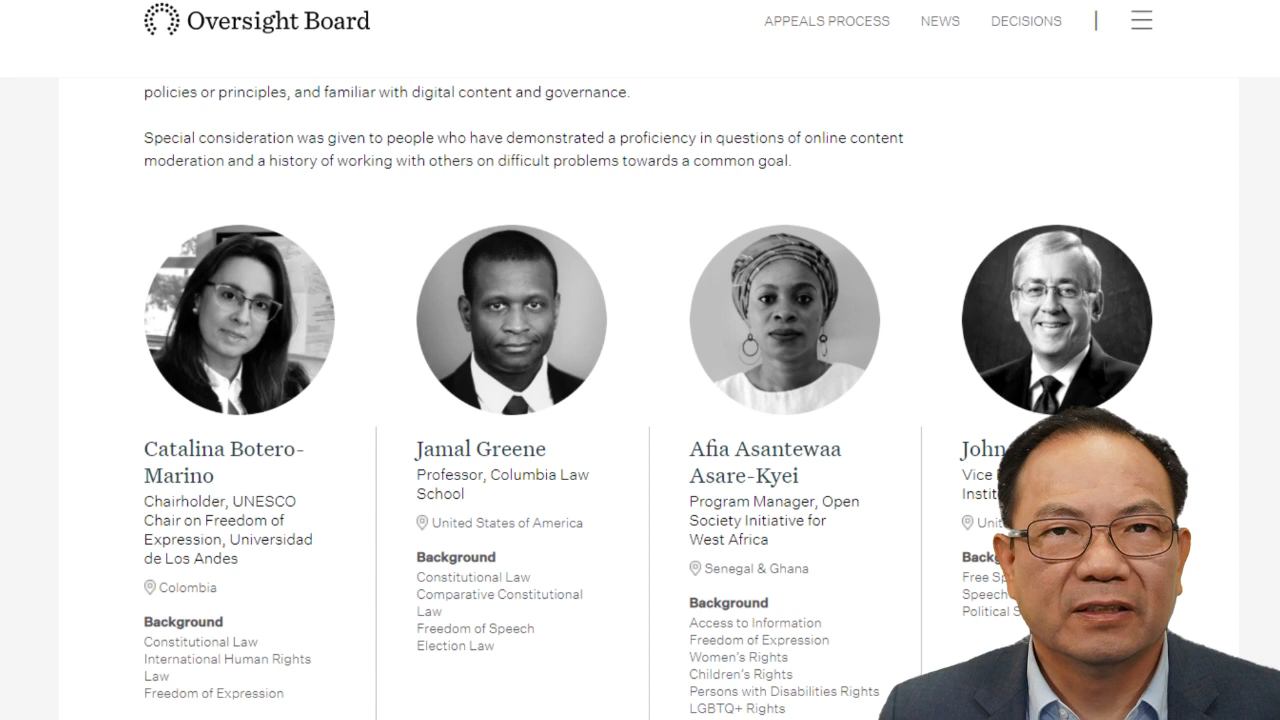 Oversight Board
APPEALS PROCESS NEWS DECISIONS
policies or principles, and familiar with digital content and governance.
Special consideration was given to people who have demonstrated a proficiency in questions of online content
moderation and a history of working with others on difficult problems towards a common goal.
Catalina Botero-
Marino
Chairholder, UNESCO
Chair on Freedom of
Expression, Universidad
de Los Andes
Colombia
Background
Constitutional Law
International Human Rights
Law
Freedom of Expression
Jamal Greene
Professor, Columbia Law
School
United States of America
Background
Constitutional Law
Comparative Constitutional
Law
Freedom of Speech
Election Law
Afia Asantewaa
Asare-Kyei
Program Manager, Open
Society Initiative for
West Africa
Senegal & Ghana
Background
Access to Information
Freedom of Expression
Women's Rights
Children's Rights
Persons with Disabilities Rights
LGBTQ+ Rights
John
Vice
Free
Speech
Political